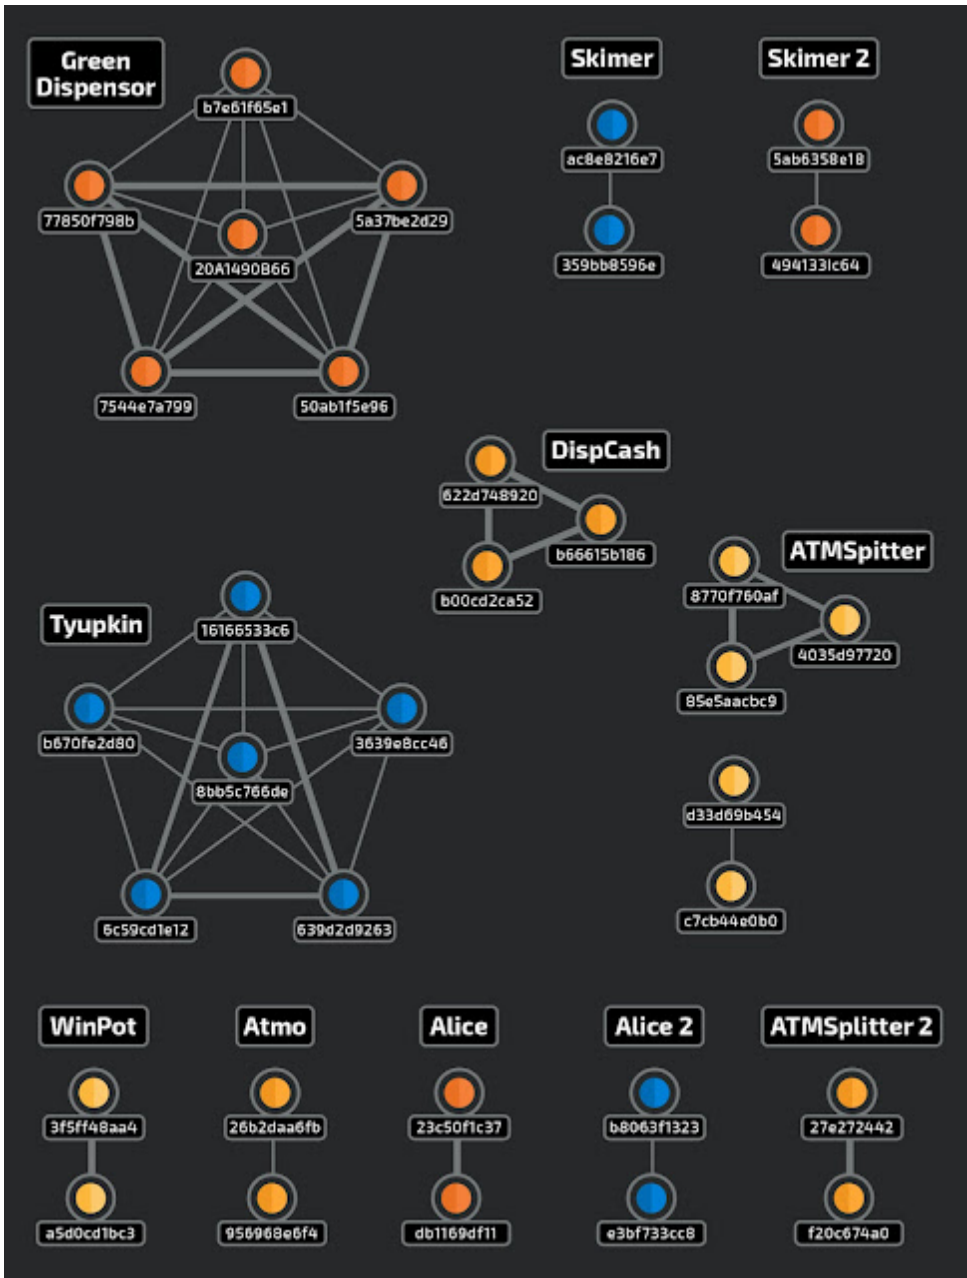 Green
Dispensor
b7e61f65e1
77850f798b
5a37be2d29
20A1490B66
7544e7a799
50ab1f5e96
Skimer
ac8e8216e7
359bb8596e
Skimer 2
5ab6358e18
494133lc64
DispCash
622d748920
b66615b186
b00cd2ca52
ATMSpitter
8770f760af
4035d97720
85e5aacbc9
d33d69b454
c7cb44e0b0
Tyupkin
16166533c6
b670fe2d80
3639e8cc46
8bb5c766de
6c59cd1e12
639d2d9263
WinPot
3f5ff48aa4
a5d0cd1bc3
Atmo
26b2daa6fb
956968e6f4
Alice
23c50f1c37
db1169df11
Alice 2
b8063f1323
e3bf733cc8
ATMSplitter 2
27e272442
f20c674a0